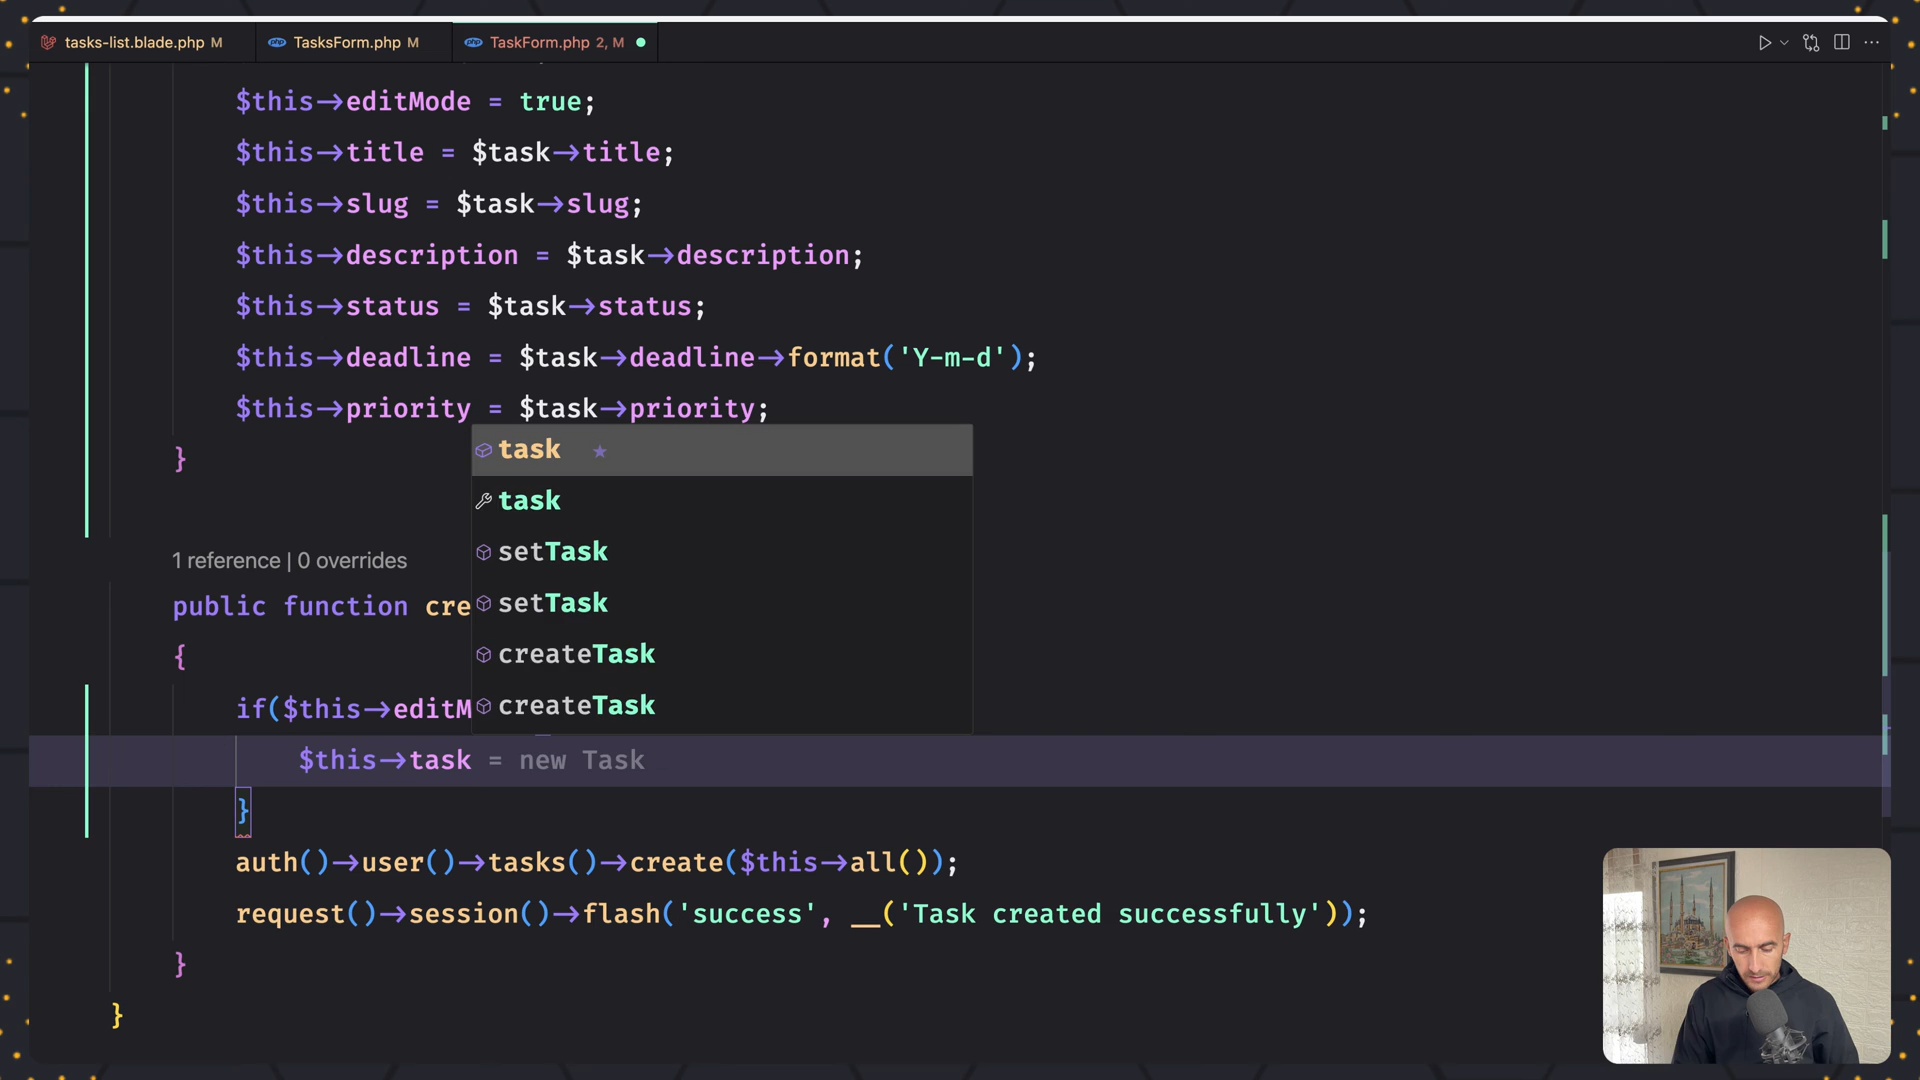 tasks-list.blade.php M
TasksForm.php M
TaskForm.php 2, M
$this->editMode = true;
$this->title = $task->title;
$this->slug = $task->slug;
$this->description = $task->description;
$this->status = $task->status;
$this->deadline = $task->deadline->format('Y-m-d');
$this->priority = $task->priority;
}
task
task
setTask
setTask
createTask
createTask
1 reference | 0 overrides
public function cre
{
if($this->editM
$this->task = new Task
}
auth()->user()->tasks()->create($this->all());
request()->session()->flash('success', __('Task created successfully'));
}
}